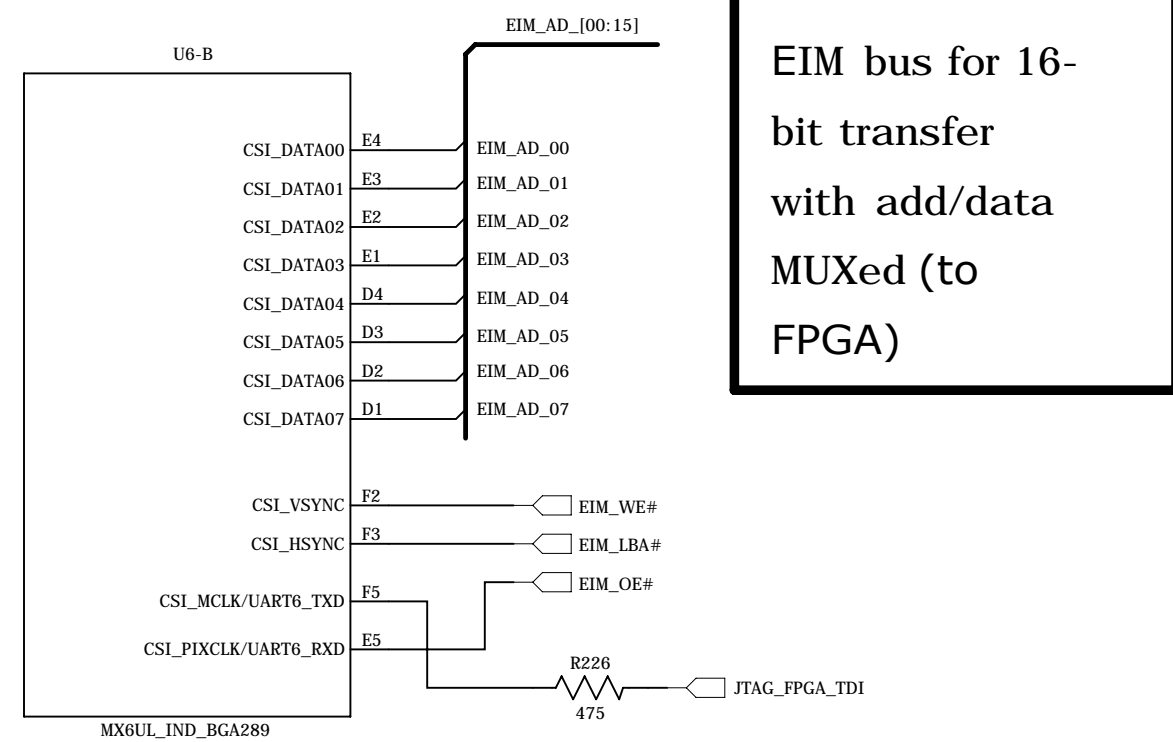 EIM_AD_[00:15]
U6-B
EIM bus for 16-
bit transfer
with add/data
MUXed (to
FPGA)
CSI_DATA00 E4 EIM_AD_00
CSI_DATA01 E3 EIM_AD_01
CSI_DATA02 E2 EIM_AD_02
CSI_DATA03 E1 EIM_AD_03
CSI_DATA04 D4 EIM_AD_04
CSI_DATA05 D3 EIM_AD_05
CSI_DATA06 D2 EIM_AD_06
CSI_DATA07 D1 EIM_AD_07
CSI_VSYNC F2 EIM_WE#
CSI_HSYNC F3 EIM_LBA#
EIM_OE#
CSI_MCLK/UART6_TXD F5
CSI_PIXCLK/UART6_RXD E5
R226
JTAG_FPGA_TDI
475
MX6UL_IND_BGA289